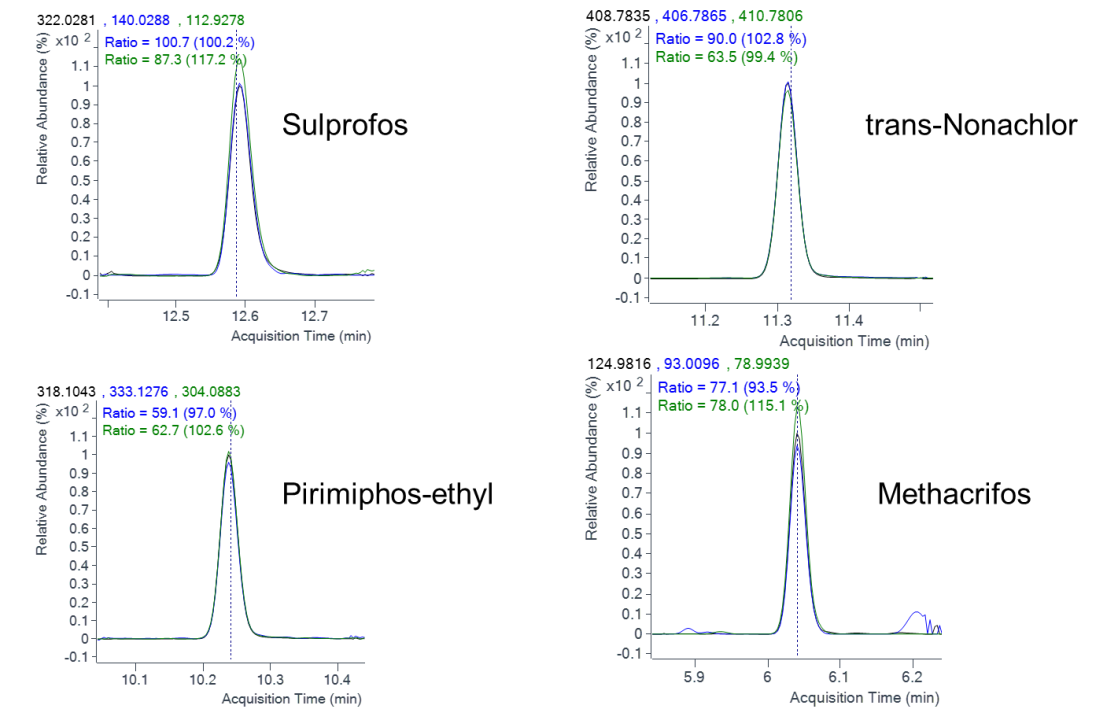 322.0281 , 140.0288 , 112.9278
x10 2
Ratio = 100.7 (100.2 %)
Ratio = 87.3 (117.2 %)
Relative Abundance (%)
1.1
1
0.9
0.8
0.7
0.6
0.5
0.4
0.3
0.2
0.1
0
-0.1
Sulprofos
12.5 12.6 12.7
Acquisition Time (min)
408.7835 , 406.7865 , 410.7806
x10 2
Ratio = 90.0 (102.8 %)
Ratio = 63.5 (99.4 %)
Relative Abundance (%)
1.1
1
0.9
0.8
0.7
0.6
0.5
0.4
0.3
0.2
0.1
0
-0.1
trans-Nonachlor
11.2 11.3 11.4
Acquisition Time (min)
318.1043 , 333.1276 , 304.0883
x10 2
Ratio = 59.1 (97.0 %)
Ratio = 62.7 (102.6 %)
Relative Abundance (%)
1.1
1
0.9
0.8
0.7
0.6
0.5
0.4
0.3
0.2
0.1
0
-0.1
Pirimiphos-ethyl
10.1 10.2 10.3 10.4
Acquisition Time (min)
124.9816 , 93.0096 , 78.9939
x10 2
Ratio = 77.1 (93.5 %)
Ratio = 78.0 (115.1 %)
Relative Abundance (%)
1.1
1
0.9
0.8
0.7
0.6
0.5
0.4
0.3
0.2
0.1
0
-0.1
Methacrifos
5.9 6 6.1 6.2
Acquisition Time (min)